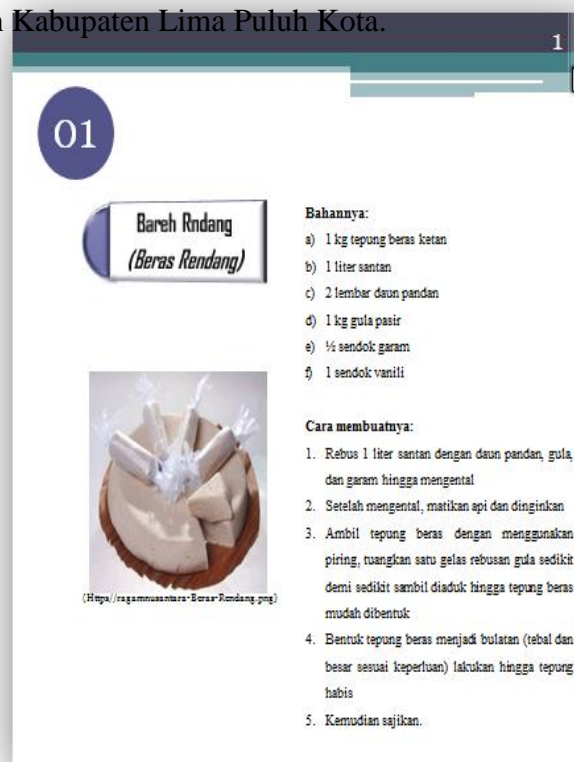 n Kabupaten Lima Puluh Kota.
1
01
Bareh Rndang
(Beras Rendang)
Bahannya:
a) 1 kg tepung beras ketan
b) 1 liter santan
c) 2 lembar daun pandan
d) 1 kg gula pasir
e) ½ sendok garam
f) 1 sendok vanili
Cara membuatnya:
1. Rebus 1 liter santan dengan daun pandan, gula,
dan garam hingga mengental
2. Setelah mengental, matikan api dan dinginkan
3. Ambil tepung beras dengan menggunakan
piring, tuangkan satu gelas rebusan gula sedikit
demi sedikit sambil diaduk hingga tepung beras
mudah dibentuk
4. Bentuk tepung beras menjadi bulatan (tebal dan
besar sesuai keperluan) lakukan hingga tepung
habis
5. Kemudian sajikan.
(Https//ragamnusantara-Beras-Rendang.png)